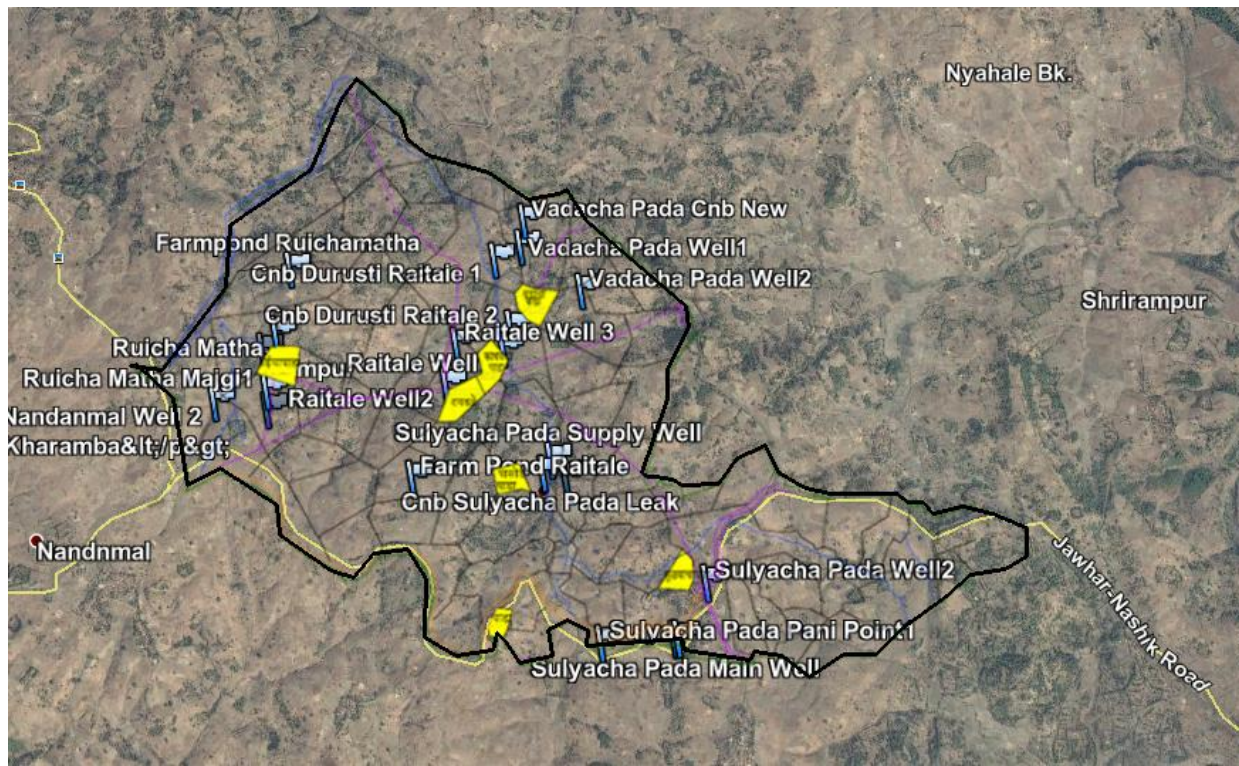 Nyahale Bk.
Vadacha Pada Cnb New
Farmpond Ruichamatha
Vadacha Pada Well1
Cnb Durusti Raitale 1
Vadacha Pada Well2
Shrirampur
Cnb Durusti Raitale 2
Raitale Well 3
Ruicha Matha
Raitale Well
Ruicha Matha Majgi1
Raitale Well2
Nandanmal Well 2
Sulyacha Pada Supply Well
Kharamba&lt;/p&gt;
Farm Pond Raitale
Cnb Sulyacha Pada Leak
Nandnmal
Jawhar-Nashik Road
Sulyacha Pada Well2
Sulyacha Pada Pani Point1
Sulyacha Pada Main Well